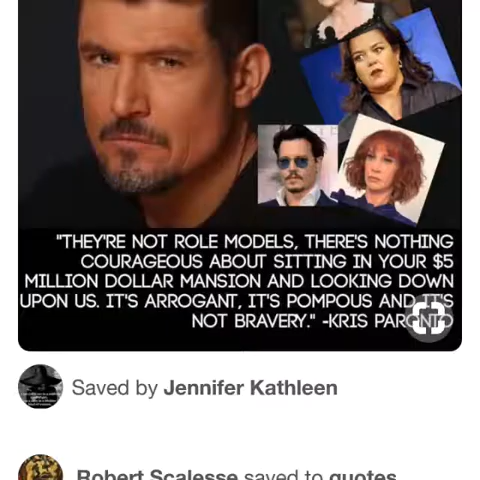 "THEY'RE NOT ROLE MODELS, THERE'S NOTHING
COURAGEOUS ABOUT SITTING IN YOUR $5
MILLION DOLLAR MANSION AND LOOKING DOWN
UPON US. IT'S ARROGANT, IT'S POMPOUS AND IT'S
NOT BRAVERY." -KRIS PARONTO
Saved by Jennifer Kathleen
Robert Scalesse saved to quotes